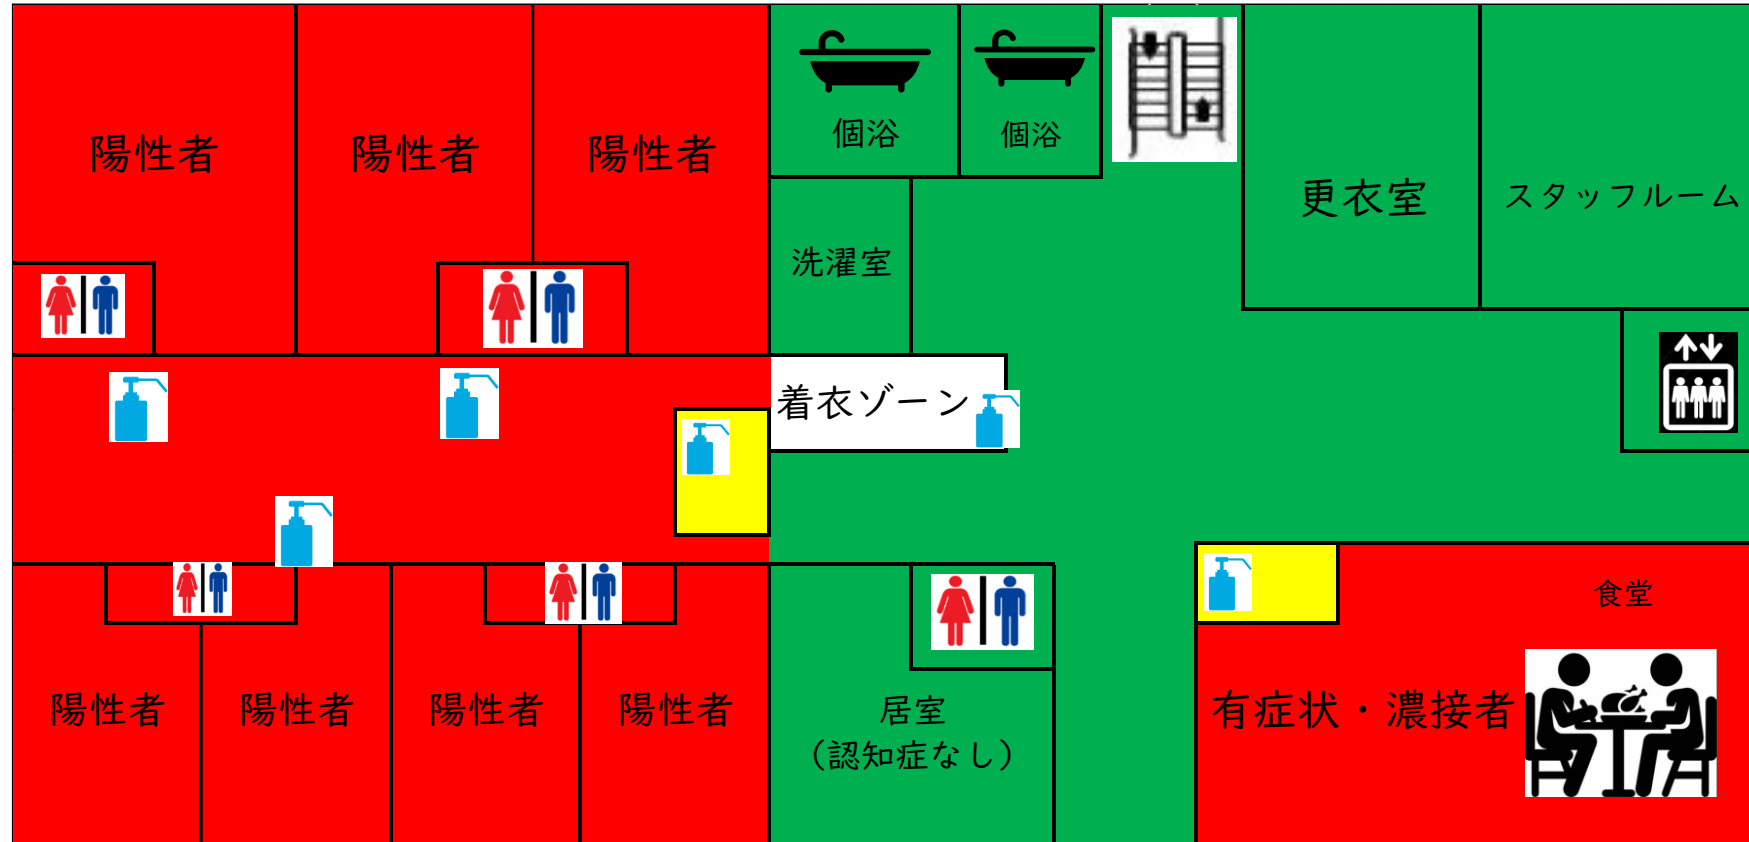 陽性者
陽性者
陽性者
個浴
個浴
更衣室
スタッフルーム
洗濯室
着衣ゾーン
食堂
陽性者
陽性者
陽性者
陽性者
居室
(認知症なし)
有症状・濃接者